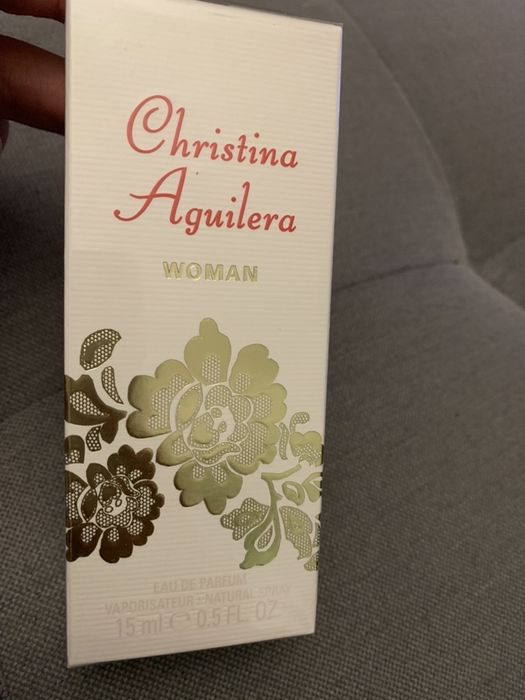 Christina
Aguilera
WOMAN
EAU DE PARFUM
VAPORISATEUR - NATURAL SPRAY
15 ml ℮ 0.5 FL. OZ.